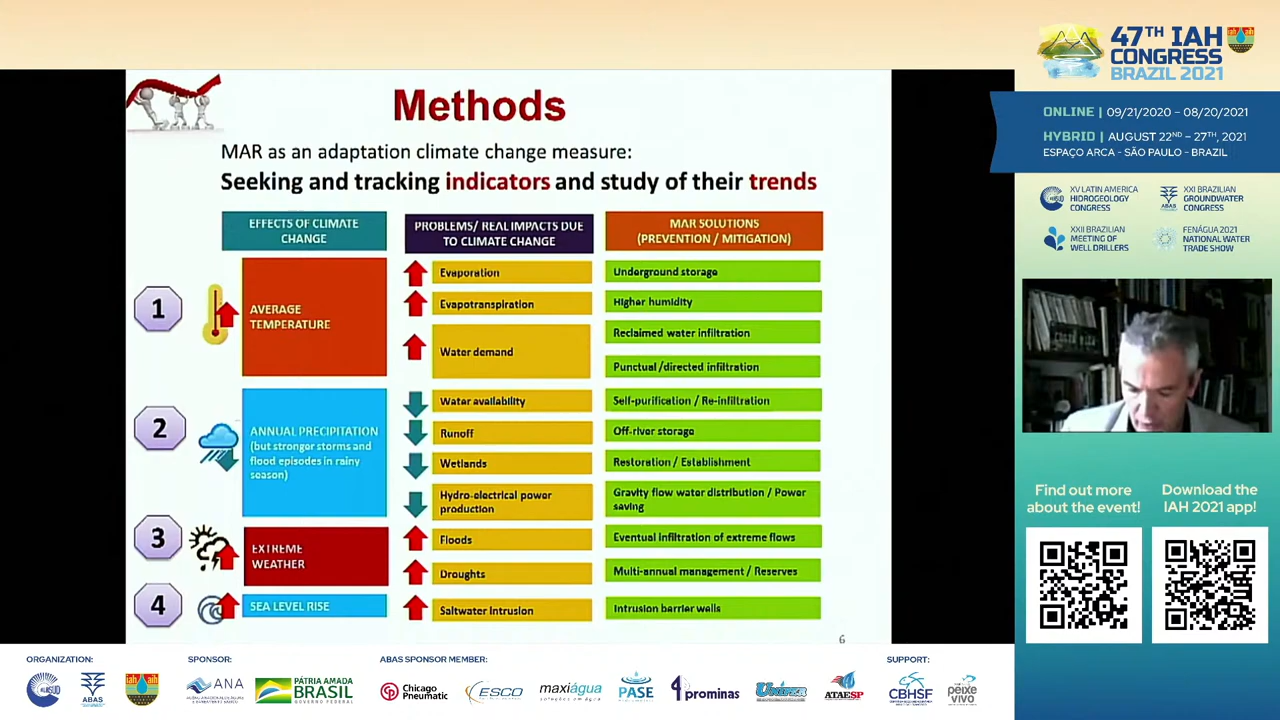 47TH IAH
CONGRESS
BRAZIL 2021
ONLINE | 09/21/2020 – 08/20/2021
HYBRID | AUGUST 22ND – 27TH, 2021
ESPAÇO ARCA - SÃO PAULO - BRAZIL
XV LATIN AMERICA
HIDROGEOLOGY
CONGRESS
XXI BRAZILIAN
GROUNDWATER
CONGRESS
XXII BRAZILIAN
MEETING OF
WELL DRILLERS
FENÁGUA 2021
NATIONAL WATER
TRADE SHOW
Methods
MAR as an adaptation climate change measure:
Seeking and tracking indicators and study of their trends
EFFECTS OF CLIMATE
CHANGE
PROBLEMS/ REAL IMPACTS DUE
TO CLIMATE CHANGE
MAR SOLUTIONS
(PREVENTION / MITIGATION)
1
AVERAGE
TEMPERATURE
Evaporation
Underground storage
Evapotranspiration
Higher humidity
Water demand
Reclaimed water infiltration
Punctual /directed infiltration
2
ANNUAL PRECIPITATION
(but stronger storms and
flood episodes in rainy
season)
Water availability
Self-purification / Re-infiltration
Runoff
Off-river storage
Wetlands
Restoration / Establishment
Hydro-electrical power
production
Gravity flow water distribution / Power
saving
3
EXTREME
WEATHER
Floods
Eventual infiltration of extreme flows
Droughts
Multi-annual management / Reserves
4
SEA LEVEL RISE
Saltwater Intrusion
Intrusion barrier wells
6
Find out more
about the event!
Download the
IAH 2021 app!
ORGANIZATION:
SPONSOR:
ABAS SPONSOR MEMBER:
SUPPORT:
ABAS
ANA
PÁTRIA AMADA
BRASIL
GOVERNO FEDERAL
Chicago
Pneumatic
ESCO
maxiágua
soluções em água
PASE
prominas
ATAESP
CBHSF
peixe
vivo